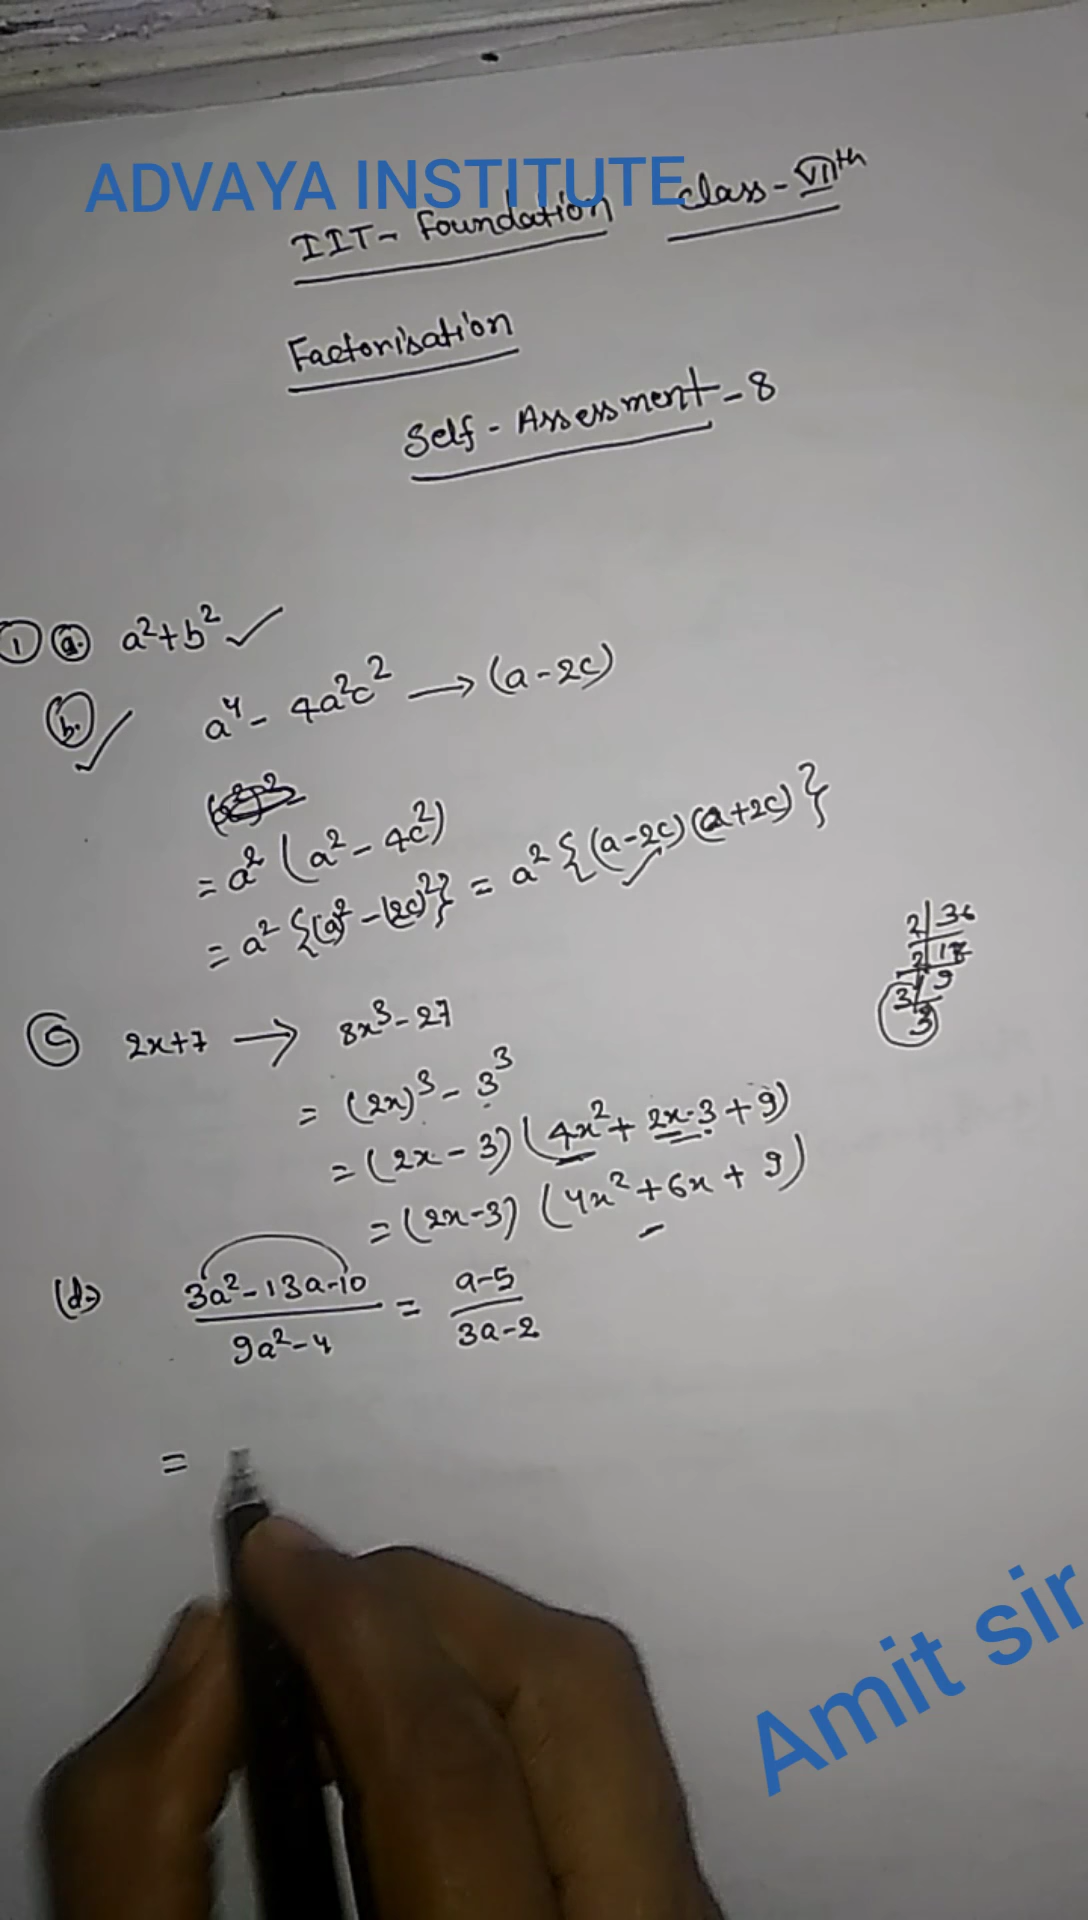 ADVAYA INSTITUTE
IIT- Foundation class-VIIth
Factorisation
Self-Assessment-8
① ⓐ. a²+b² ✓
ⓑ. ✓ a⁴ - 4a²c² → (a-2c)
= a² (a² - 4c²)
= a² {(a)² - (2c)²} = a² {(a-2c)(a+2c)}
2|36
2|18
3|9
3
ⓒ 2x+7 → 8x³-27
= (2x)³ - 3³
= (2x - 3) (4x² + 2x·3 + 9)
= (2x-3) (4x² + 6x + 9)
(d) 3a²-13a-10 / 9a²-4 = a-5 / 3a-2
=
Amit sir